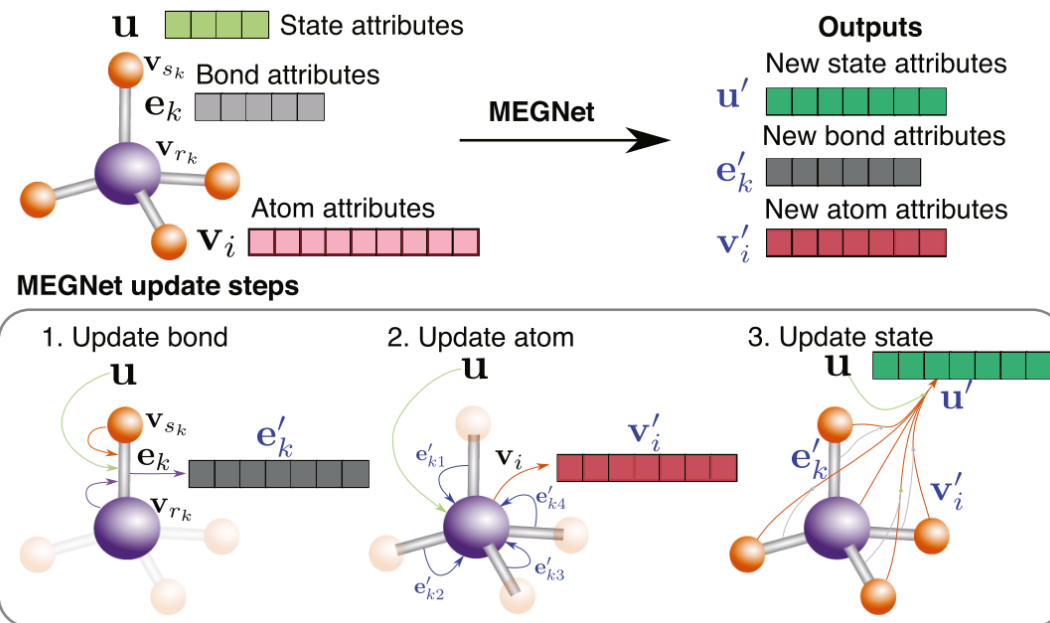 u State attributes
v_{s_k} Bond attributes
e_k
v_{r_k}
Atom attributes
v_i
MEGNet
Outputs
New state attributes
u′
New bond attributes
e′_k
New atom attributes
v′_i
MEGNet update steps
1. Update bond
u
v_{s_k}
e_k e′_k
v_{r_k}
2. Update atom
u
e′_{k1} v_i v′_i
e′_{k4}
e′_{k2} e′_{k3}
3. Update state
u
u′
e′_k
v′_i